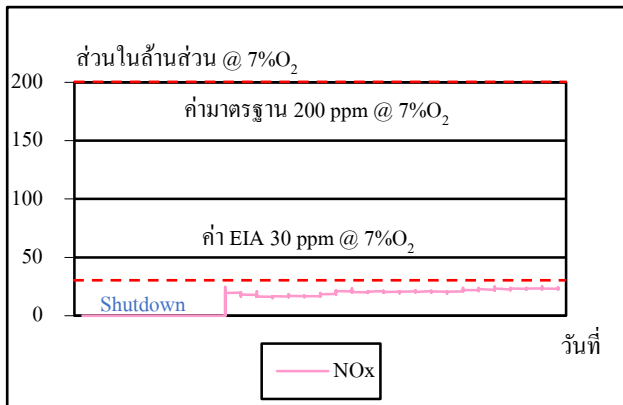 ส่วนในล้านส่วน @ 7%O₂
200
ค่ามาตรฐาน 200 ppm @ 7%O₂
150
100
ค่า EIA 30 ppm @ 7%O₂
50
Shutdown
0
วันที่
NOx